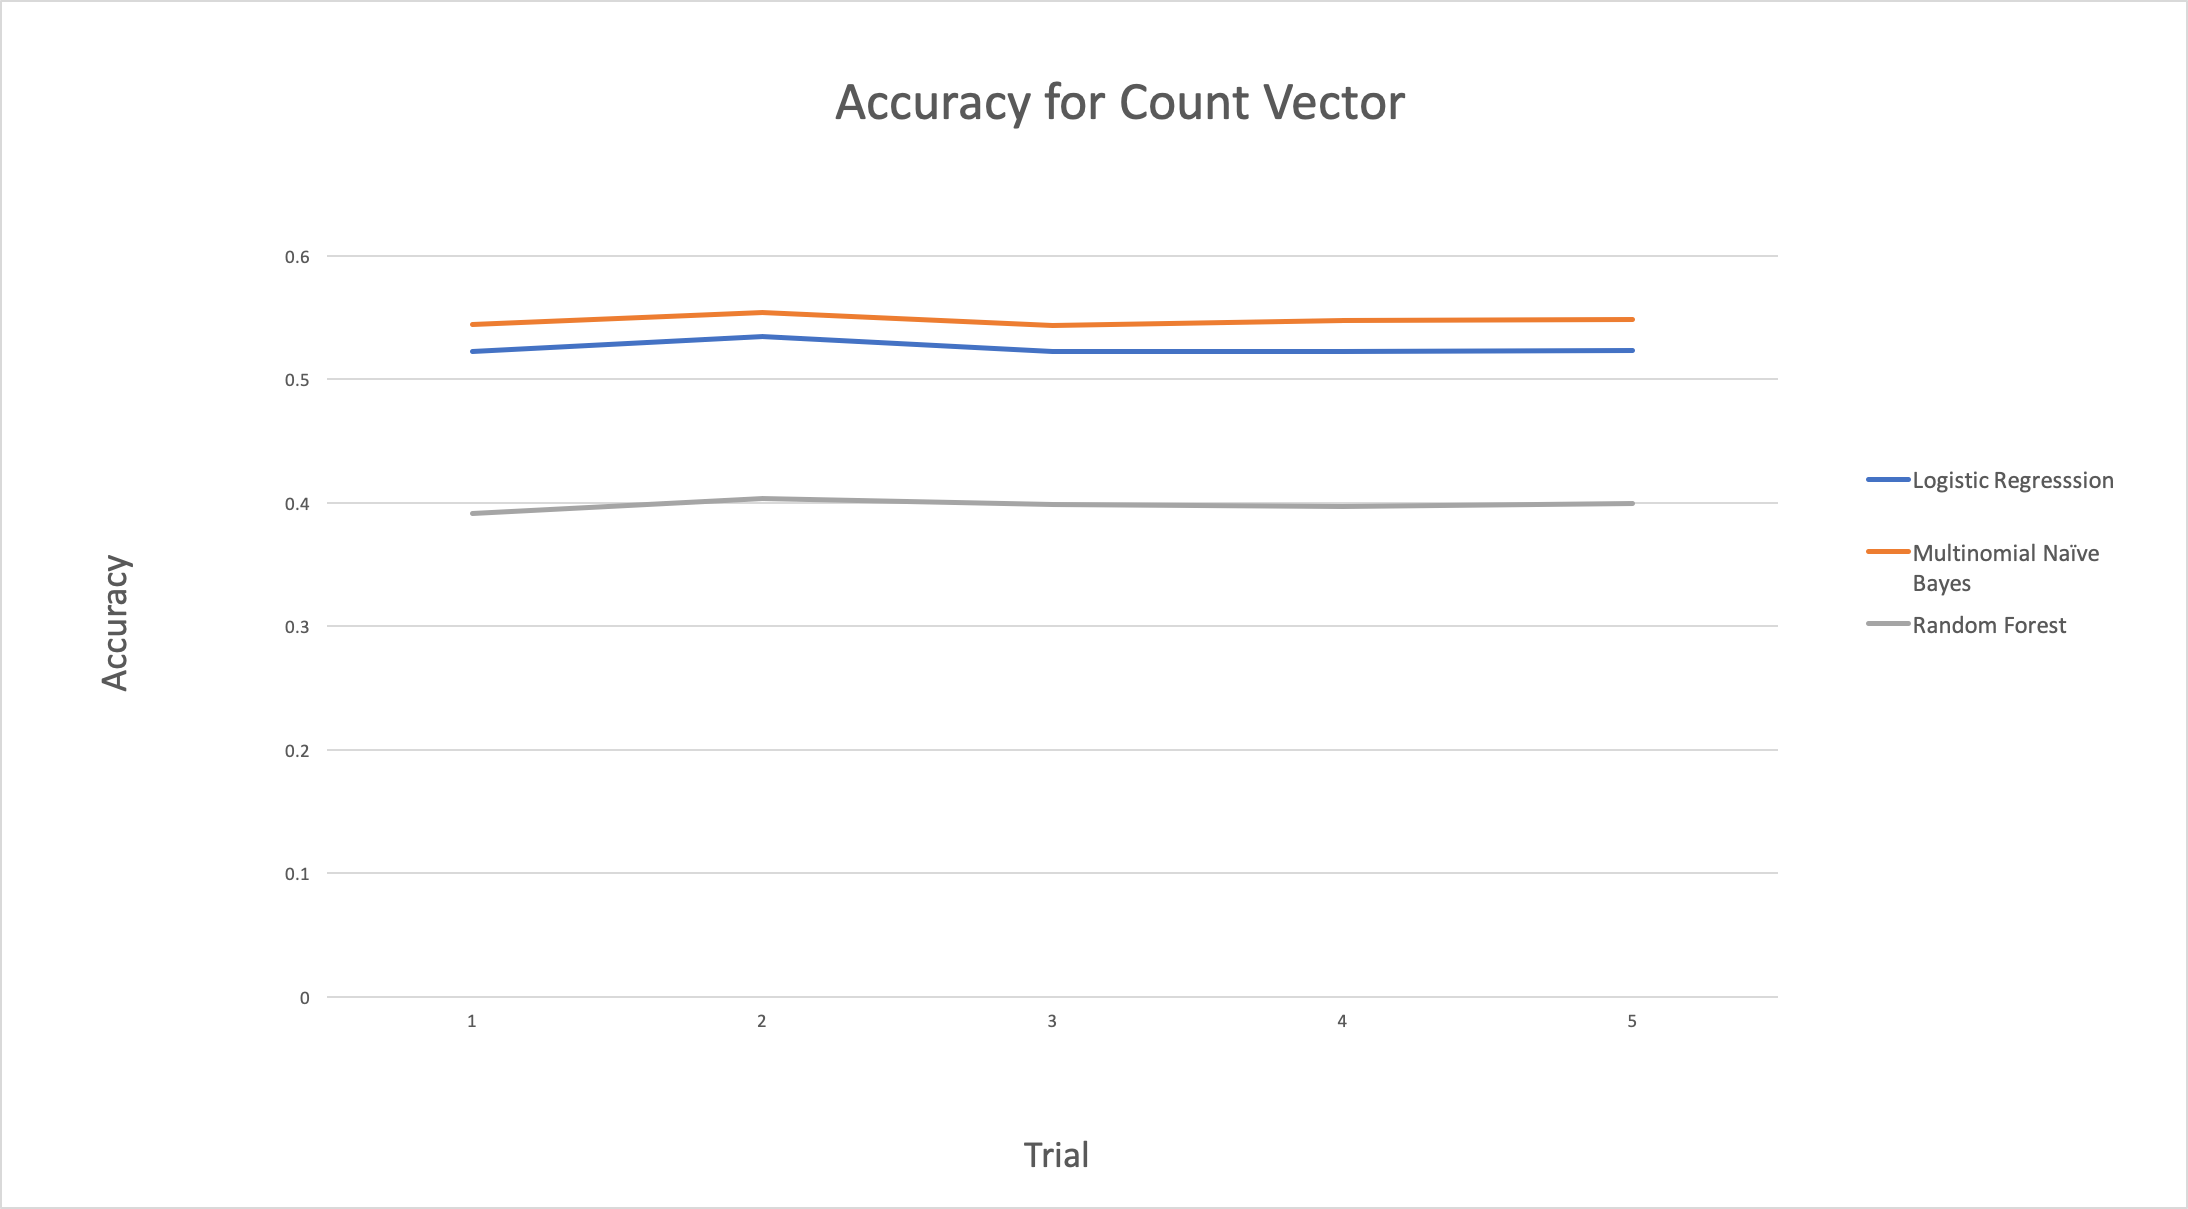 Accuracy for Count Vector
0.6
0.5
0.4
0.3
0.2
0.1
0
Accuracy
1 2 3 4 5
Trial
Logistic Regresssion
Multinomial Naïve
Bayes
Random Forest